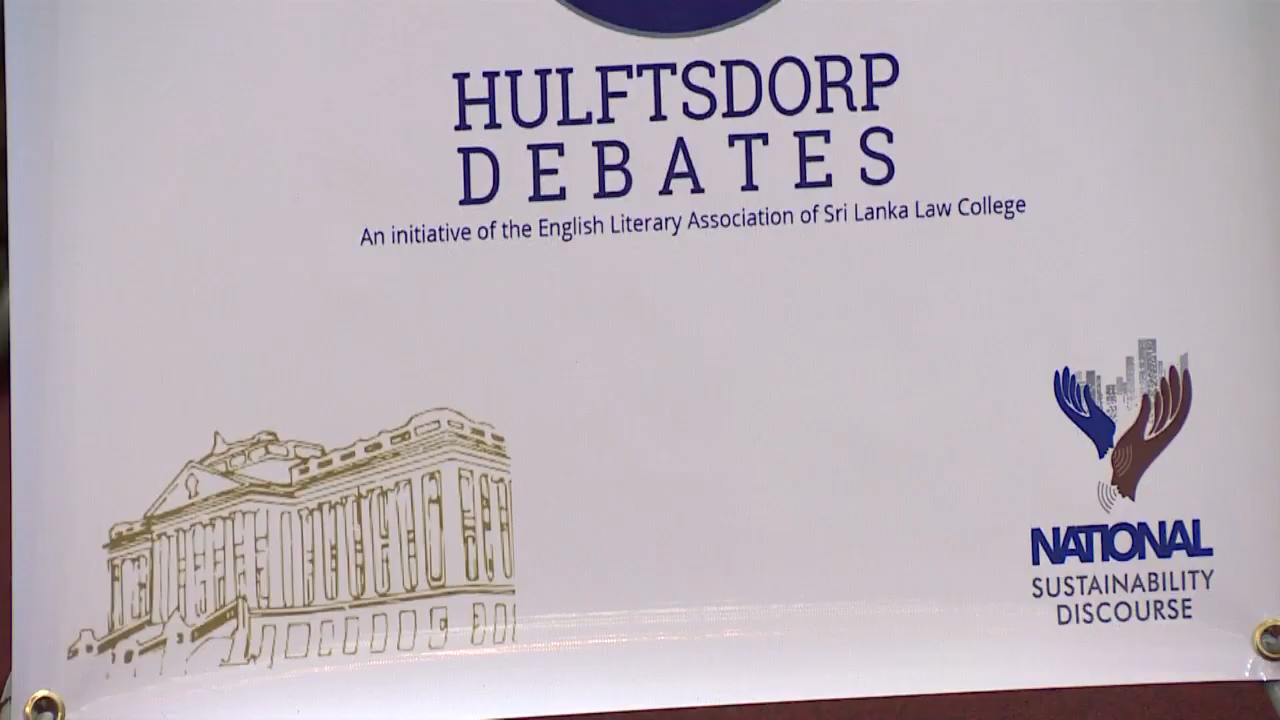 HULFTSDORP
DEBATES
An initiative of the English Literary Association of Sri Lanka Law College
NATIONAL
SUSTAINABILITY
DISCOURSE